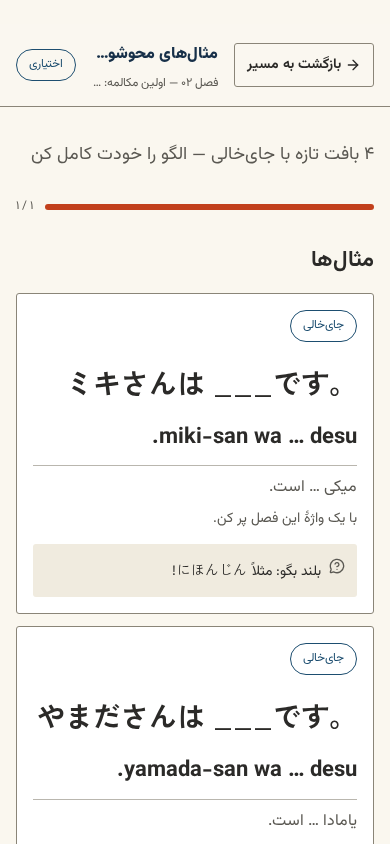 بازگشت به مسیر
مثال‌های محوشو...
فصل ۰۲ — اولین مکالمه: ...
اختیاری
۴ بافت تازه با جای‌خالی — الگو را خودت کامل کن
۱/۱
مثال‌ها
جای‌خالی
ミキさんは ___です。
miki-san wa … desu.
میکی … است.
با یک واژهٔ این فصل پر کن.
بلند بگو: مثلاً にほんじん!
جای‌خالی
やまださんは ___です。
yamada-san wa … desu.
یامادا … است.